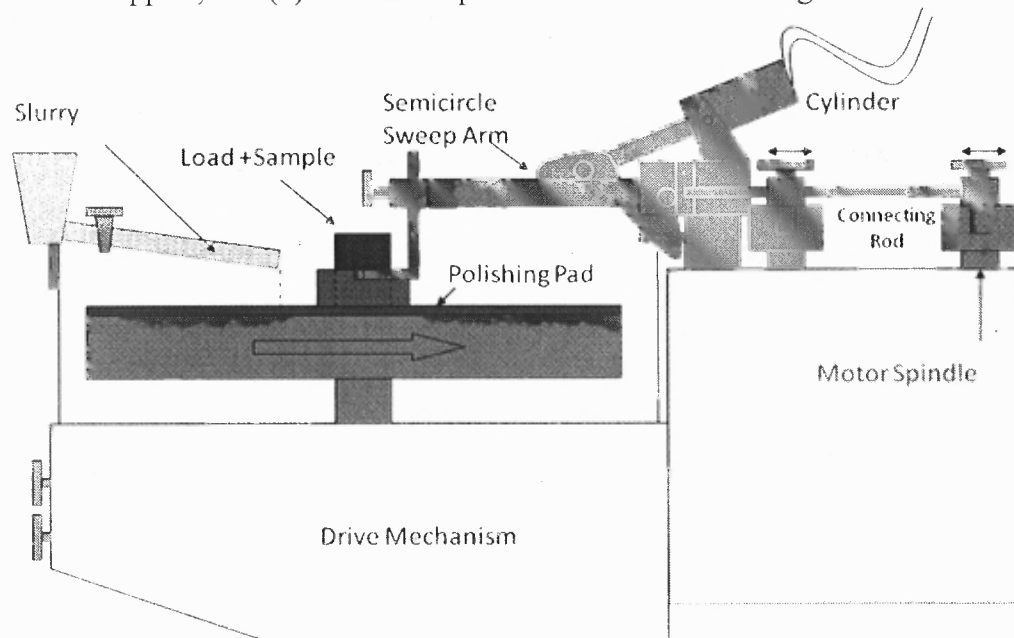 Slurry
Load +Sample
Semicircle
Sweep Arm
Cylinder
Connecting
Rod
Polishing Pad
Motor Spindle
Drive Mechanism